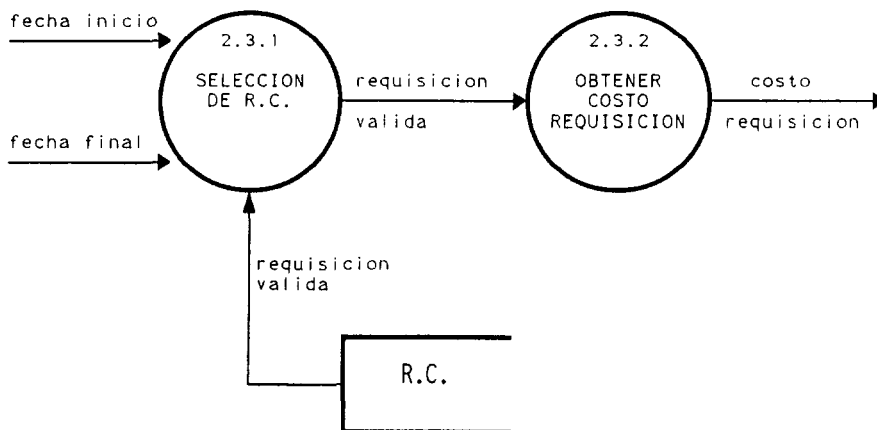 fecha inicio
2.3.1
SELECCION
DE R.C.
fecha final
requisicion
valida
2.3.2
OBTENER
COSTO
REQUISICION
costo
requisicion
requisicion
valida
R.C.